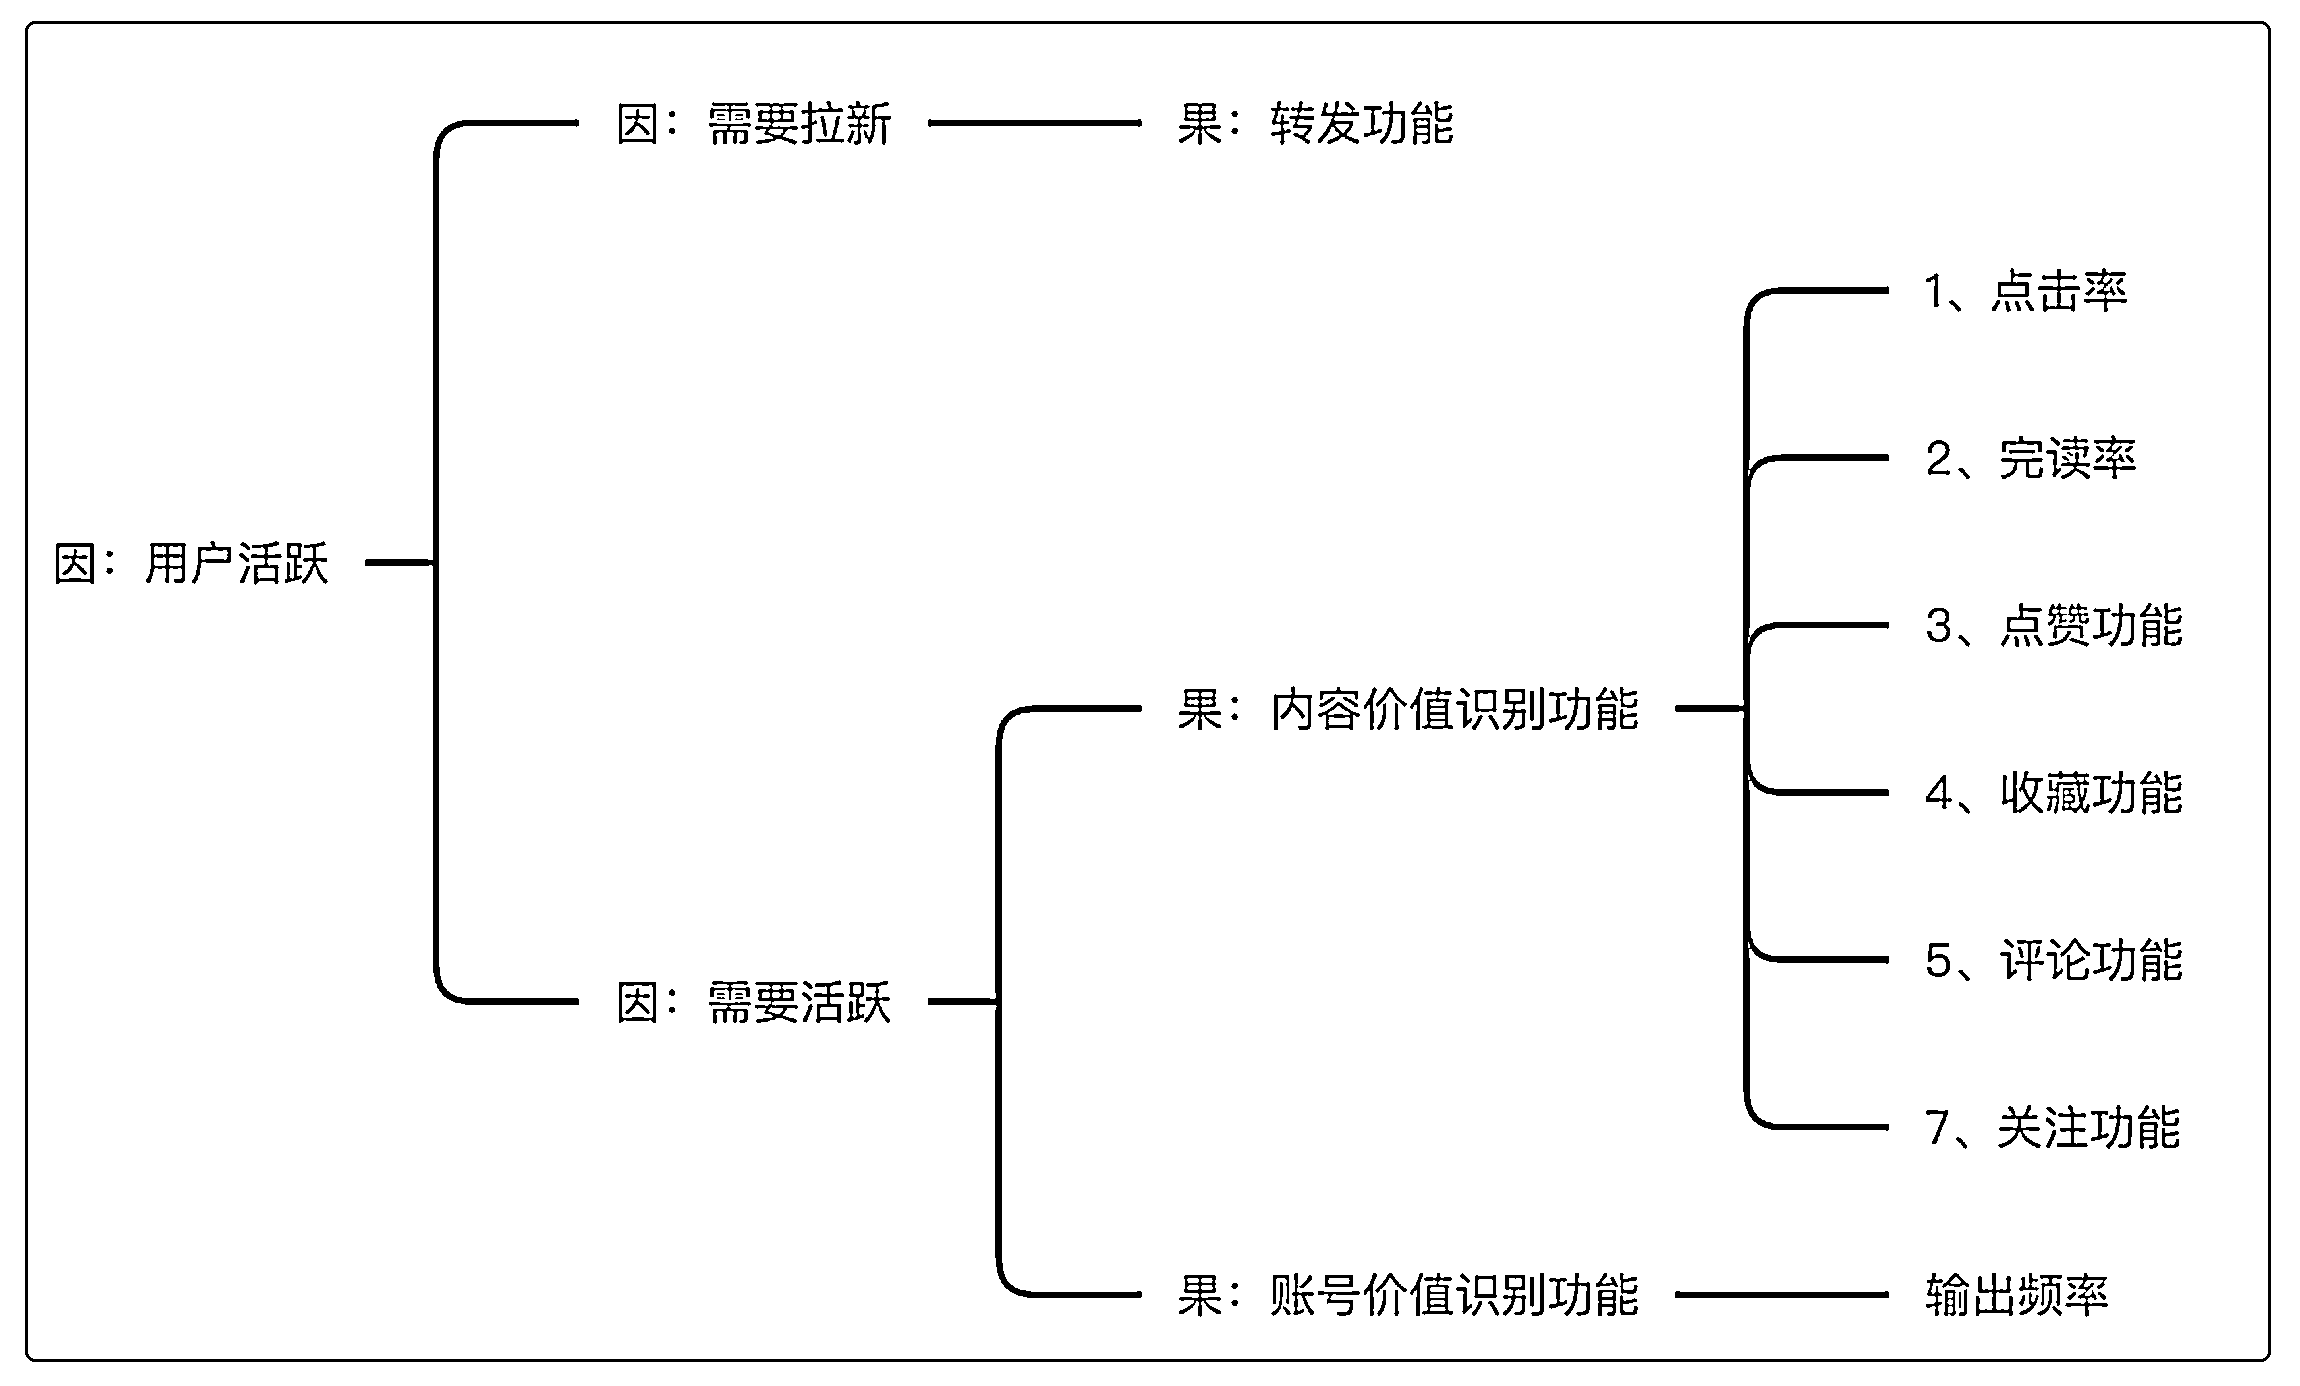 因：需要拉新
果：转发功能
1、点击率
2、完读率
因：用户活跃
3、点赞功能
果：内容价值识别功能
4、收藏功能
5、评论功能
因：需要活跃
7、关注功能
果：账号价值识别功能
输出频率